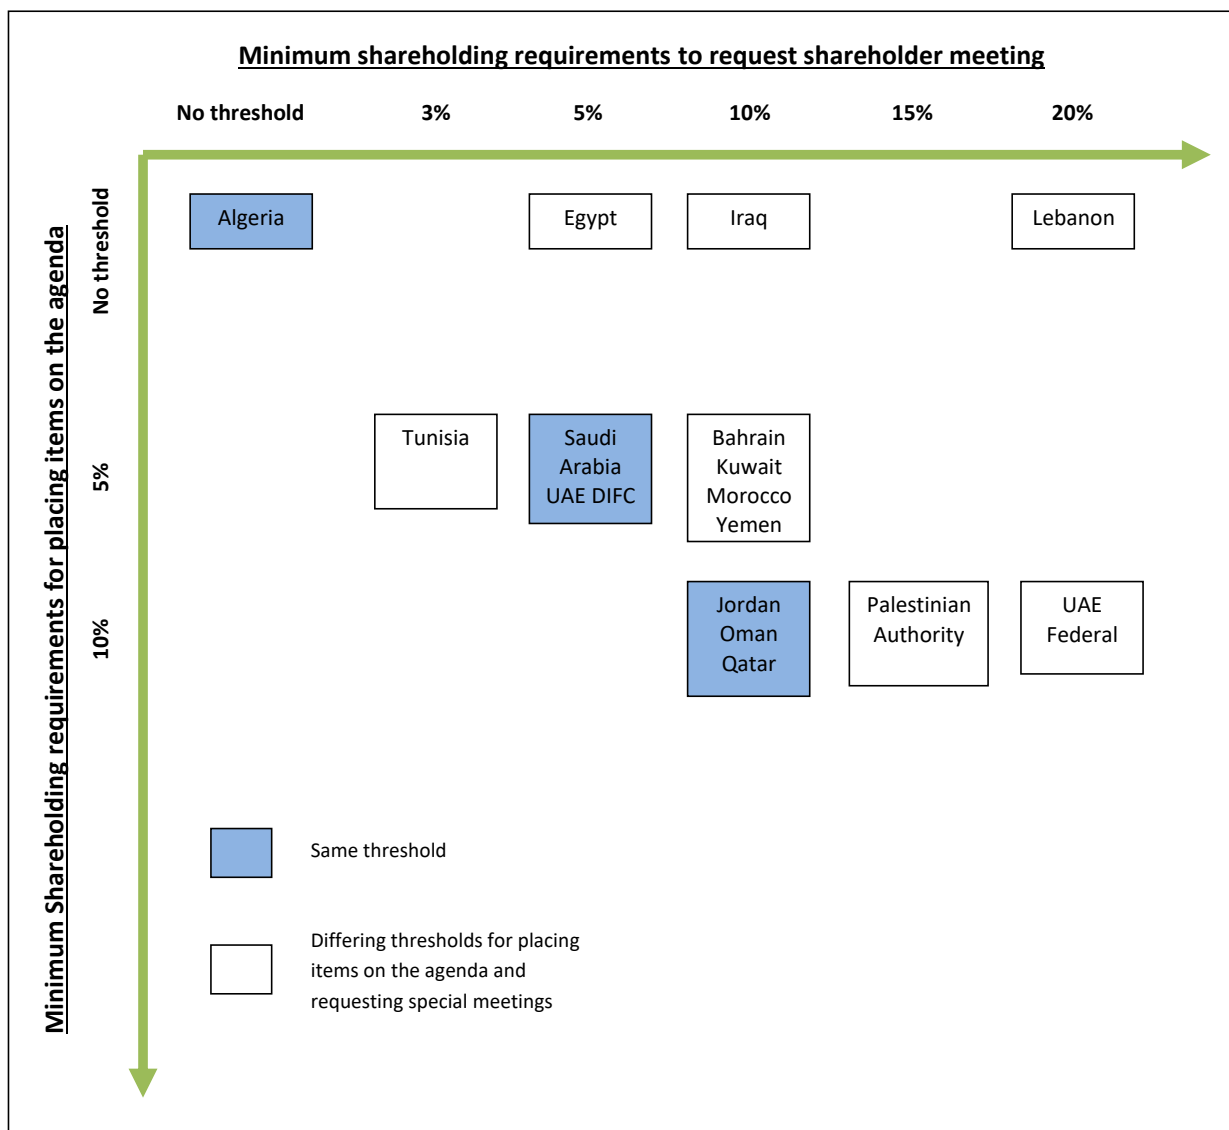 Minimum shareholding requirements to request shareholder meeting
No threshold 3% 5% 10% 15% 20%
Minimum Shareholding requirements for placing items on the agenda
No threshold
Algeria
Egypt
Iraq
Lebanon
5%
Tunisia
Saudi
Arabia
UAE DIFC
Bahrain
Kuwait
Morocco
Yemen
10%
Jordan
Oman
Qatar
Palestinian
Authority
UAE
Federal
Same threshold
Differing thresholds for placing
items on the agenda and
requesting special meetings